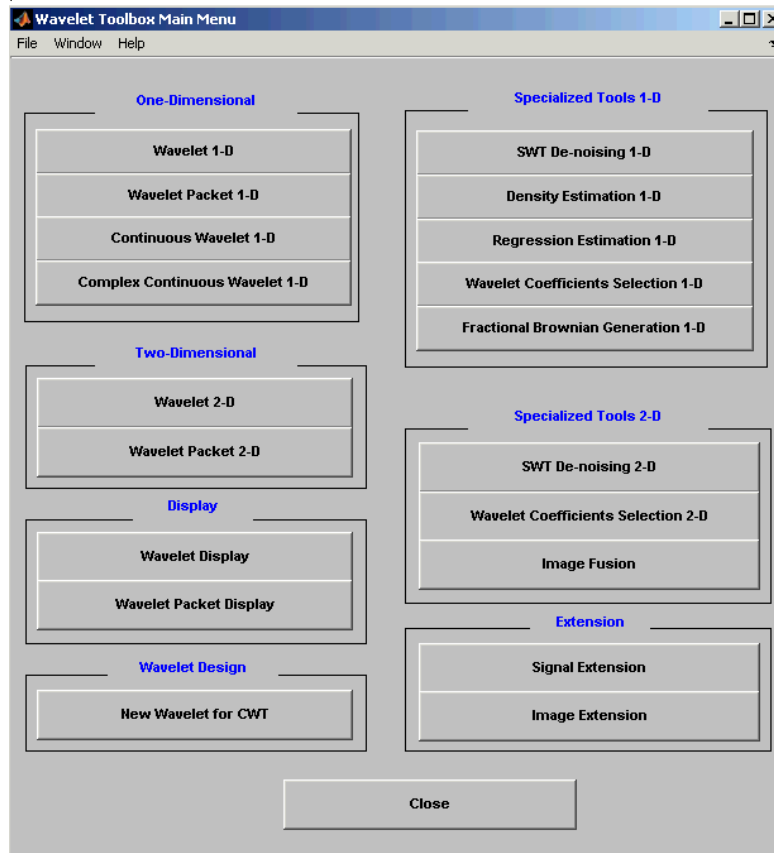 Wavelet Toolbox Main Menu
File Window Help
One-Dimensional
Wavelet 1-D
Wavelet Packet 1-D
Continuous Wavelet 1-D
Complex Continuous Wavelet 1-D
Two-Dimensional
Wavelet 2-D
Wavelet Packet 2-D
Display
Wavelet Display
Wavelet Packet Display
Wavelet Design
New Wavelet for CWT
Specialized Tools 1-D
SWT De-noising 1-D
Density Estimation 1-D
Regression Estimation 1-D
Wavelet Coefficients Selection 1-D
Fractional Brownian Generation 1-D
Specialized Tools 2-D
SWT De-noising 2-D
Wavelet Coefficients Selection 2-D
Image Fusion
Extension
Signal Extension
Image Extension
Close